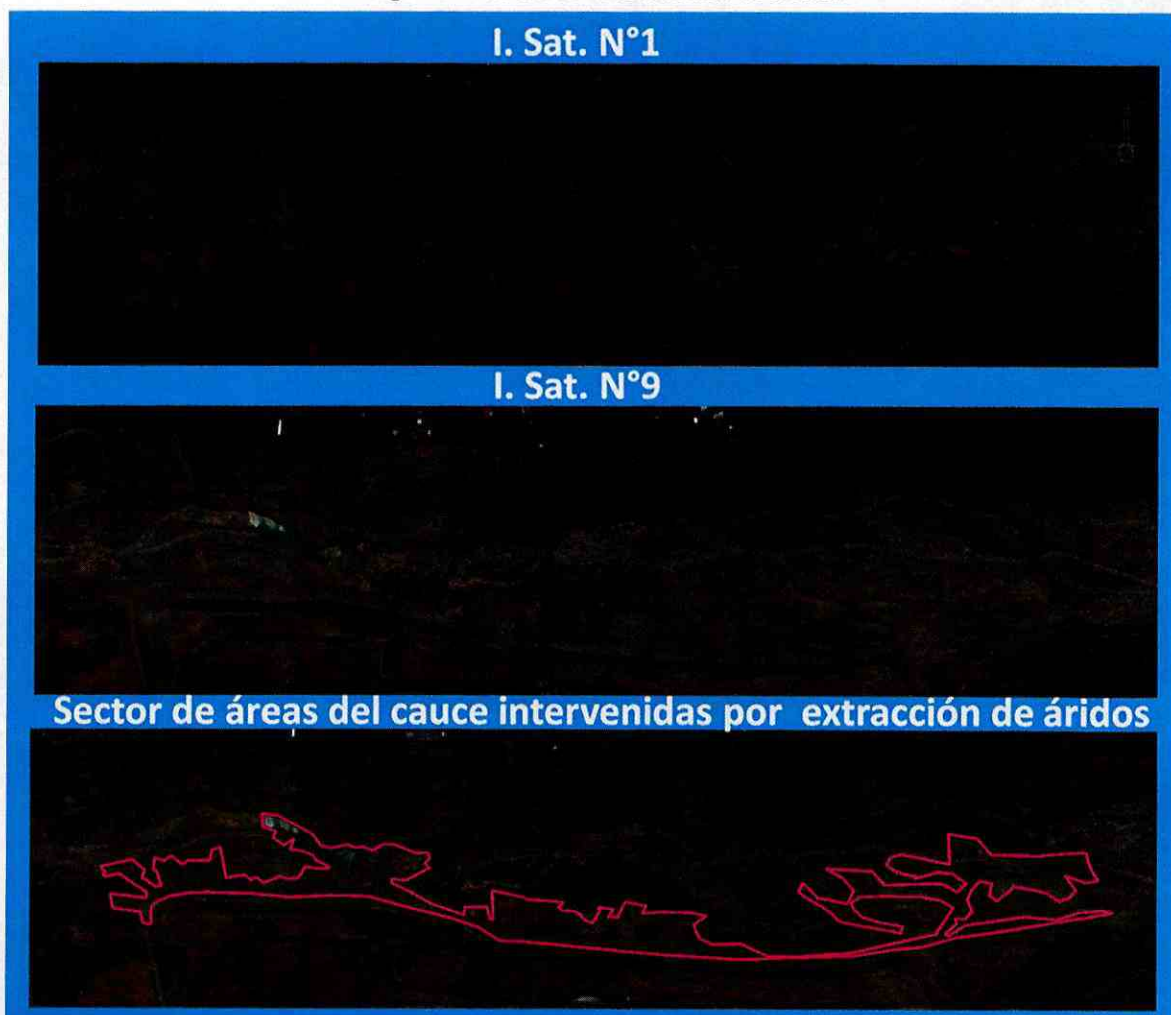 I. Sat. N°1
I. Sat. N°9
Sector de áreas del cauce intervenidas por extracción de áridos